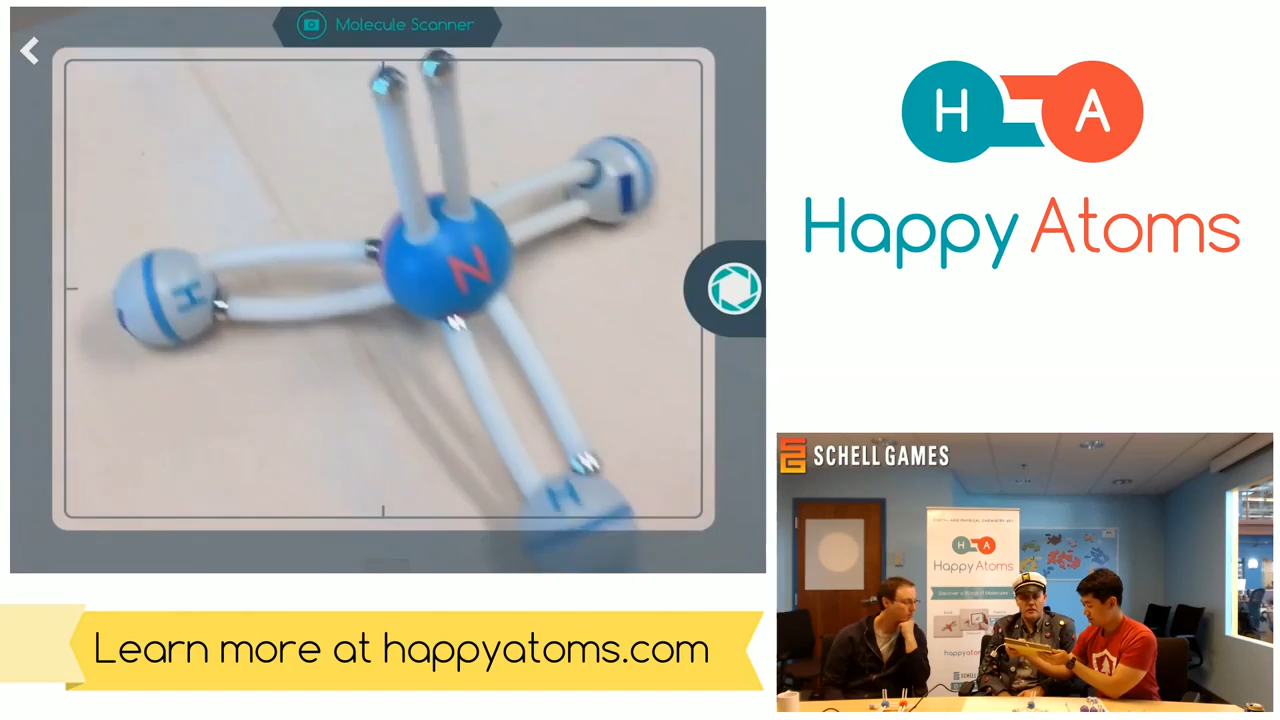 Molecule Scanner
N
H
H
H A
Happy Atoms
SCHELL GAMES
H A
Happy Atoms
Learn more at happyatoms.com